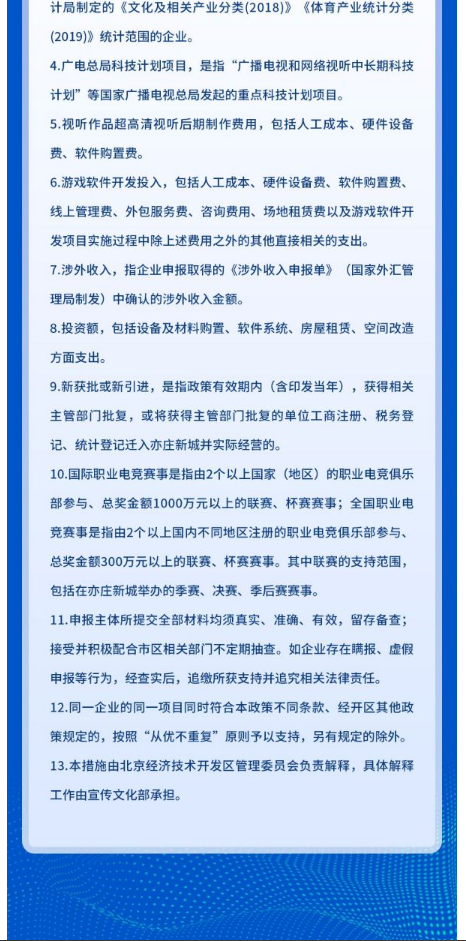 计局制定的《文化及相关产业分类(2018)》《体育产业统计分类
(2019)》统计范围的企业。
4.广电总局科技计划项目，是指“广播电视和网络视听中长期科技
计划”等国家广播电视总局发起的重点科技计划项目。
5.视听作品超高清视听后期制作费用，包括人工成本、硬件设备
费、软件购置费。
6.游戏软件开发投入，包括人工成本、硬件设备费、软件购置费、
线上管理费、外包服务费、咨询费用、场地租赁费以及游戏软件开
发项目实施过程中除上述费用之外的其他直接相关的支出。
7.涉外收入，指企业申报取得的《涉外收入申报单》（国家外汇管
理局制发）中确认的涉外收入金额。
8.投资额，包括设备及材料购置、软件系统、房屋租赁、空间改造
方面支出。
9.新获批或新引进，是指政策有效期内（含印发当年），获得相关
主管部门批复，或将获得主管部门批复的单位工商注册、税务登
记、统计登记迁入亦庄新城并实际经营的。
10.国际职业电竞赛事是指由2个以上国家（地区）的职业电竞俱乐
部参与、总奖金额1000万元以上的联赛、杯赛赛事；全国职业电
竞赛事是指由2个以上国内不同地区注册的职业电竞俱乐部参与、
总奖金额300万元以上的联赛、杯赛赛事。其中联赛的支持范围，
包括在亦庄新城举办的季赛、决赛、季后赛赛事。
11.申报主体所提交全部材料均须真实、准确、有效，留存备查；
接受并积极配合市区相关部门不定期抽查。如企业存在瞒报、虚假
申报等行为，经查实后，追缴所获支持并追究相关法律责任。
12.同一企业的同一项目同时符合本政策不同条款、经开区其他政
策规定的，按照“从优不重复”原则予以支持，另有规定的除外。
13.本措施由北京经济技术开发区管理委员会负责解释，具体解释
工作由宣传文化部承担。